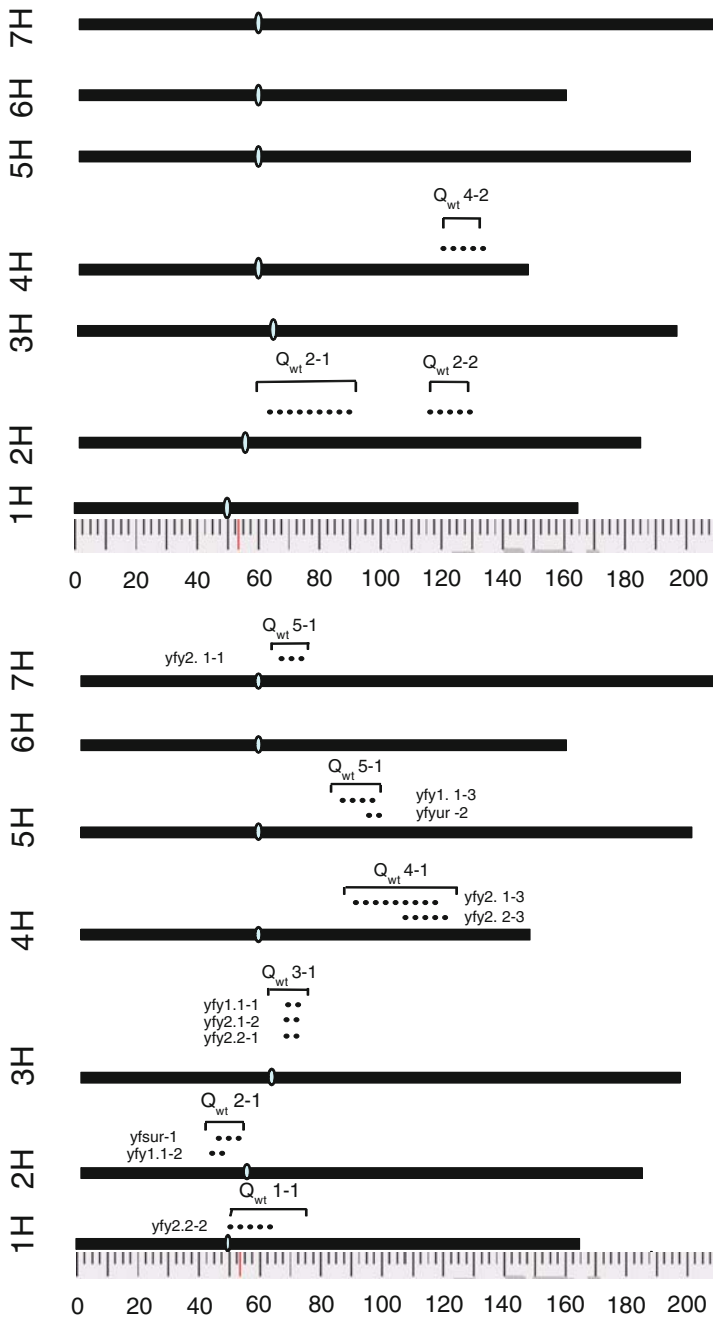 7H
6H
5H
Qwt 4-2
4H
3H
Qwt 2-1 Qwt 2-2
2H
1H
0 20 40 60 80 100 120 140 160 180 200
Qwt 5-1
yfy2. 1-1
7H
6H
Qwt 5-1
yfy1. 1-3
yfyur -2
5H
Qwt 4-1
yfy2. 1-3
yfy2. 2-3
4H
Qwt 3-1
yfy1.1-1
yfy2.1-2
yfy2.2-1
3H
Qwt 2-1
yfsur-1
yfy1.1-2
2H
Qwt 1-1
yfy2.2-2
1H
0 20 40 60 80 100 120 140 160 180 200